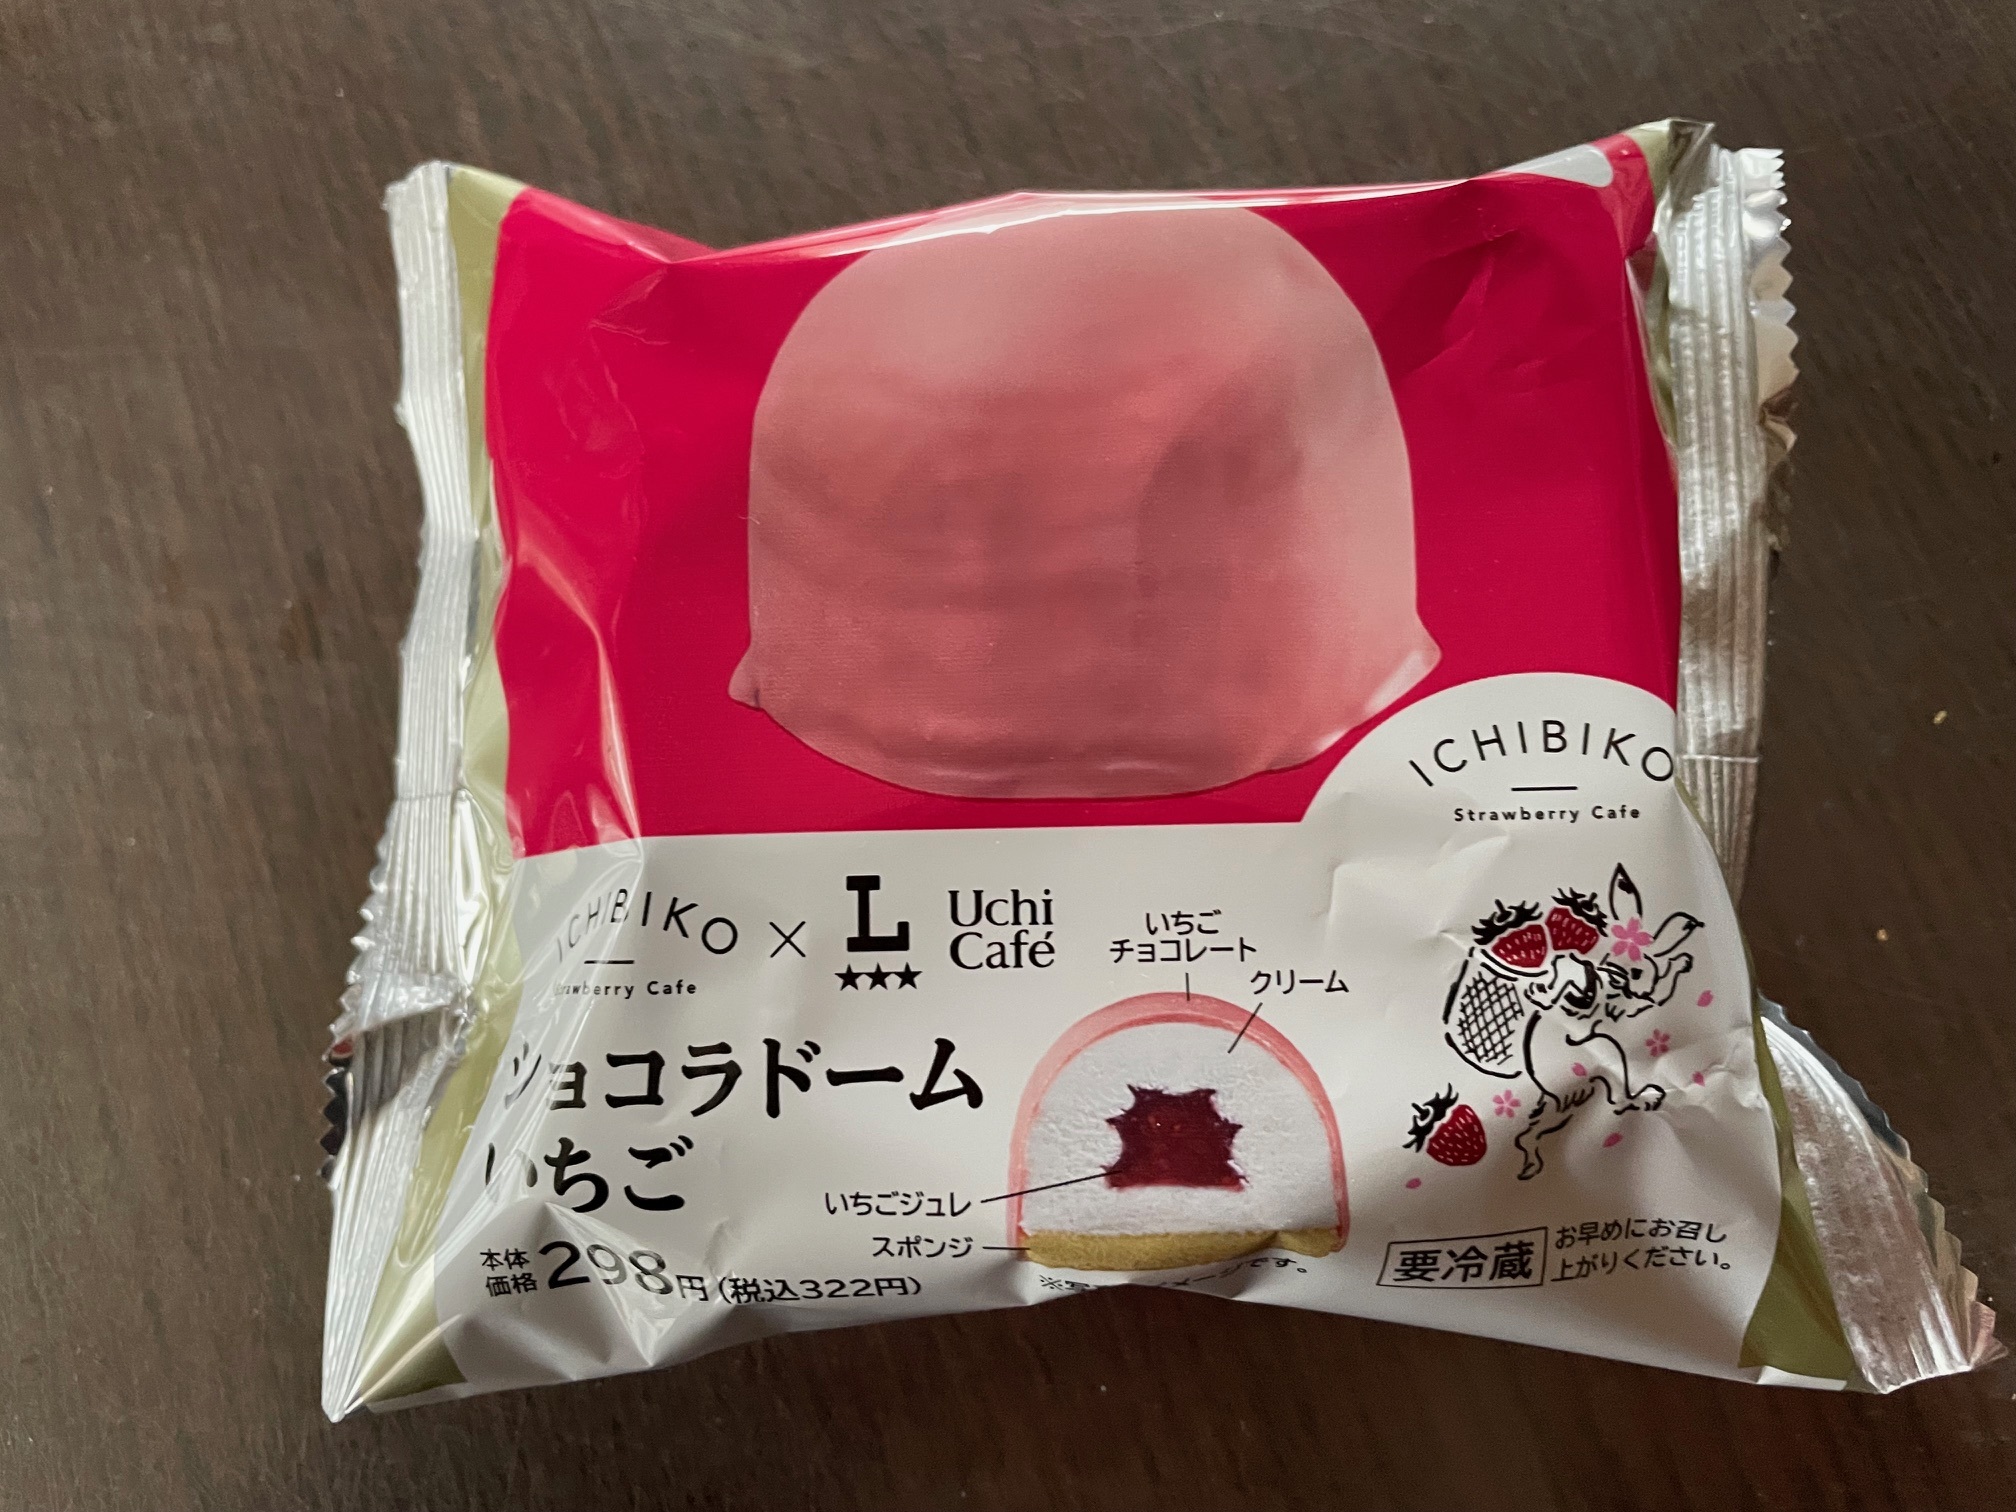 ICHIBIKO
Strawberry Cafe
ICHIBIKO × L Uchi Café
Cafe
いちご
チョコレート
クリーム
ショコラドーム
いちご
いちごジュレ
スポンジ
本体
価格 298円(税込322円)
要冷蔵
お早めにお召し
上がりください。